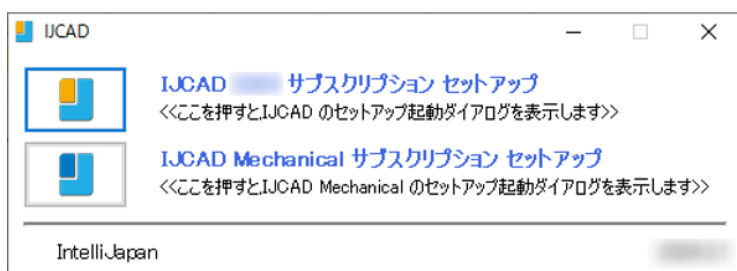 IJCAD
IJCAD サブスクリプション セットアップ
<<ここを押すとIJCAD のセットアップ起動ダイアログを表示します>>
IJCAD Mechanical サブスクリプション セットアップ
<<ここを押すとIJCAD Mechanical のセットアップ起動ダイアログを表示します>>
IntelliJapan